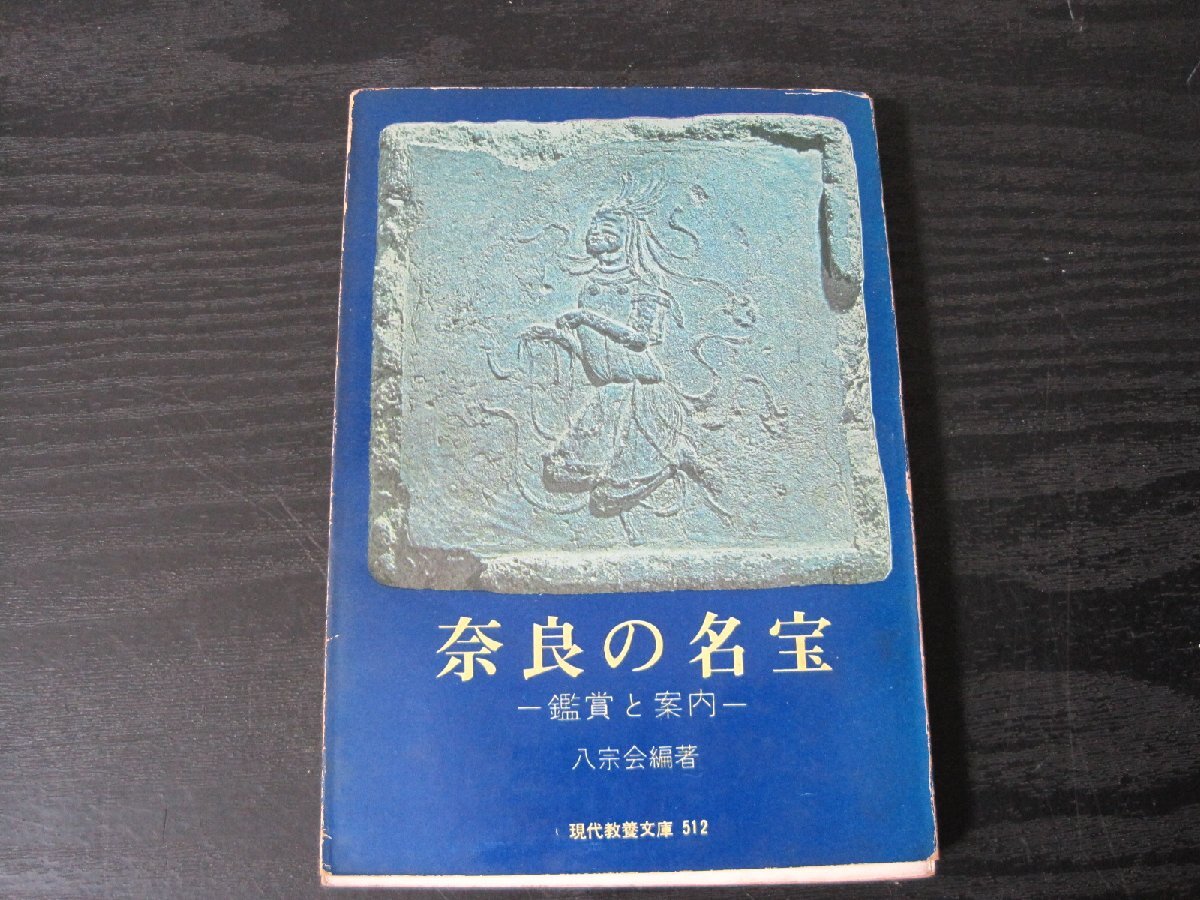 奈良の名宝
―鑑賞と案内―
八宗会編著
現代教養文庫 512